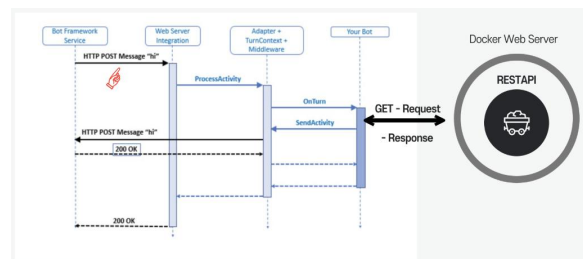 Bot Framework
Service
Web Server
Integration
Adapter +
TurnContext +
Middleware
Your Bot
Docker Web Server
HTTP POST Message "hi"
ProcessActivity
RESTAPI
OnTurn
GET - Request
SendActivity
HTTP POST Message "hi"
- Response
200 OK
200 OK